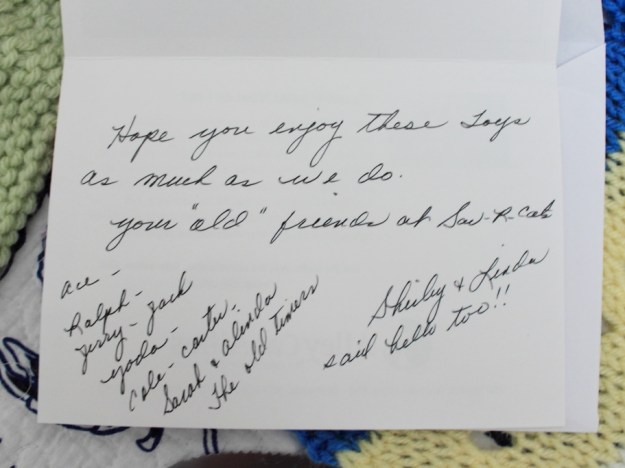 Hope you enjoy these Toys
as much as we do.
your "old" friends at Sav-R-Cats
ace -
Ralph -
Jerry - Jack
yoda -
Cole - carter -
Sarah & alinda
The old timers
Shirley & Linda
said hello too!!